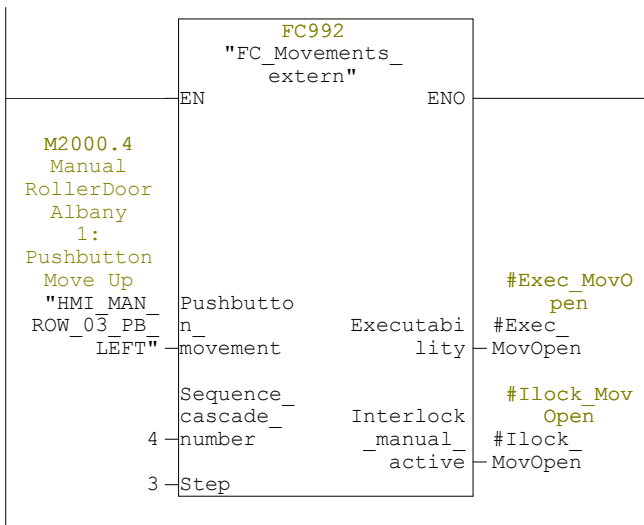 FC992
"FC_Movements_
extern"
EN
ENO
M2000.4
Manual
RollerDoor
Albany
1:
Pushbutton
Move Up
"HMI_MAN_
ROW_03_PB_
LEFT"
Pushbutto
n_
movement
#Exec_MovO
pen
Executabi
lity
#Exec_
MovOpen
Sequence_
cascade_
number
4
Interlock
_manual_
active
#Ilock_Mov
Open
#Ilock_
MovOpen
3
Step